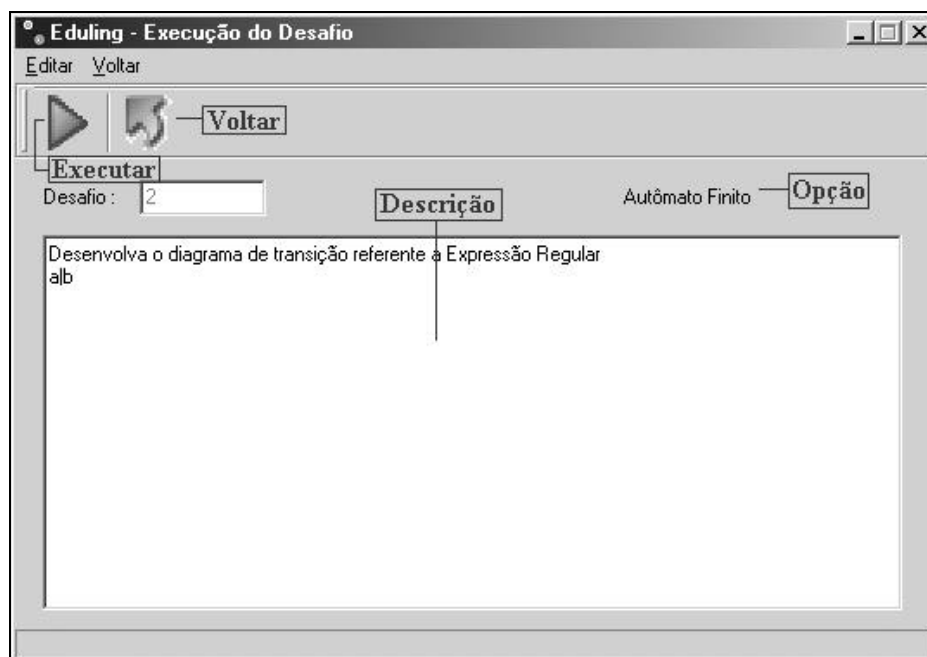 Eduling - Execução do Desafio
Editar Voltar
Voltar
Executar
Desafio : 2
Descrição
Autômato Finito
Opção
Desenvolva o diagrama de transição referente a Expressão Regular
a|b